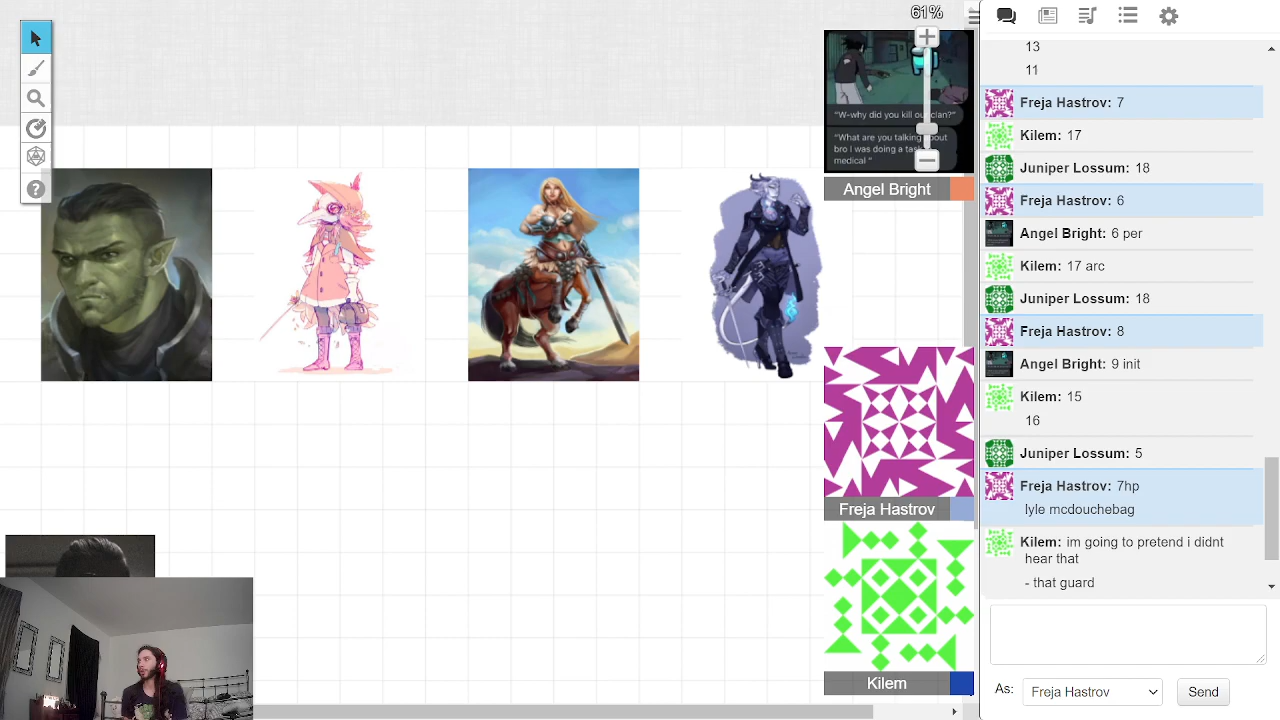 61%
"W-why did you kill our clan?"
"What are you talking about
bro I was doing a task
medical "
Angel Bright
Freja Hastrov
Kilem
13
11
Freja Hastrov: 7
Kilem: 17
Juniper Lossum: 18
Freja Hastrov: 6
Angel Bright: 6 per
Kilem: 17 arc
Juniper Lossum: 18
Freja Hastrov: 8
Angel Bright: 9 init
Kilem: 15
16
Juniper Lossum: 5
Freja Hastrov: 7hp
lyle mcdouchebag
Kilem: im going to pretend i didnt
hear that
- that guard
As: Freja Hastrov Send